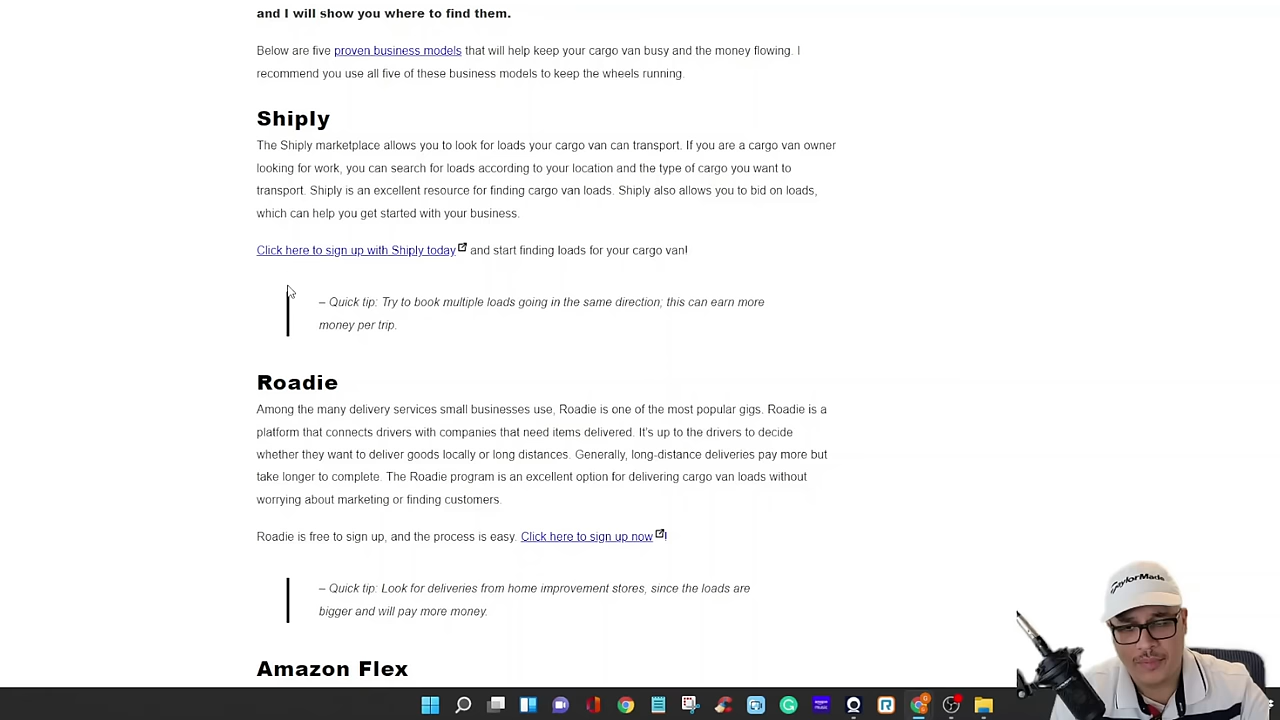 and I will show you where to find them.
Below are five proven business models that will help keep your cargo van busy and the money flowing. I
recommend you use all five of these business models to keep the wheels running.
Shiply
The Shiply marketplace allows you to look for loads your cargo van can transport. If you are a cargo van owner
looking for work, you can search for loads according to your location and the type of cargo you want to
transport. Shiply is an excellent resource for finding cargo van loads. Shiply also allows you to bid on loads,
which can help you get started with your business.
Click here to sign up with Shiply today and start finding loads for your cargo van!
– Quick tip: Try to book multiple loads going in the same direction; this can earn more
money per trip.
Roadie
Among the many delivery services small businesses use, Roadie is one of the most popular gigs. Roadie is a
platform that connects drivers with companies that need items delivered. It's up to the drivers to decide
whether they want to deliver goods locally or long distances. Generally, long-distance deliveries pay more but
take longer to complete. The Roadie program is an excellent option for delivering cargo van loads without
worrying about marketing or finding customers.
Roadie is free to sign up, and the process is easy. Click here to sign up now!
– Quick tip: Look for deliveries from home improvement stores, since the loads are
bigger and will pay more money.
Amazon Flex
TaylorMade